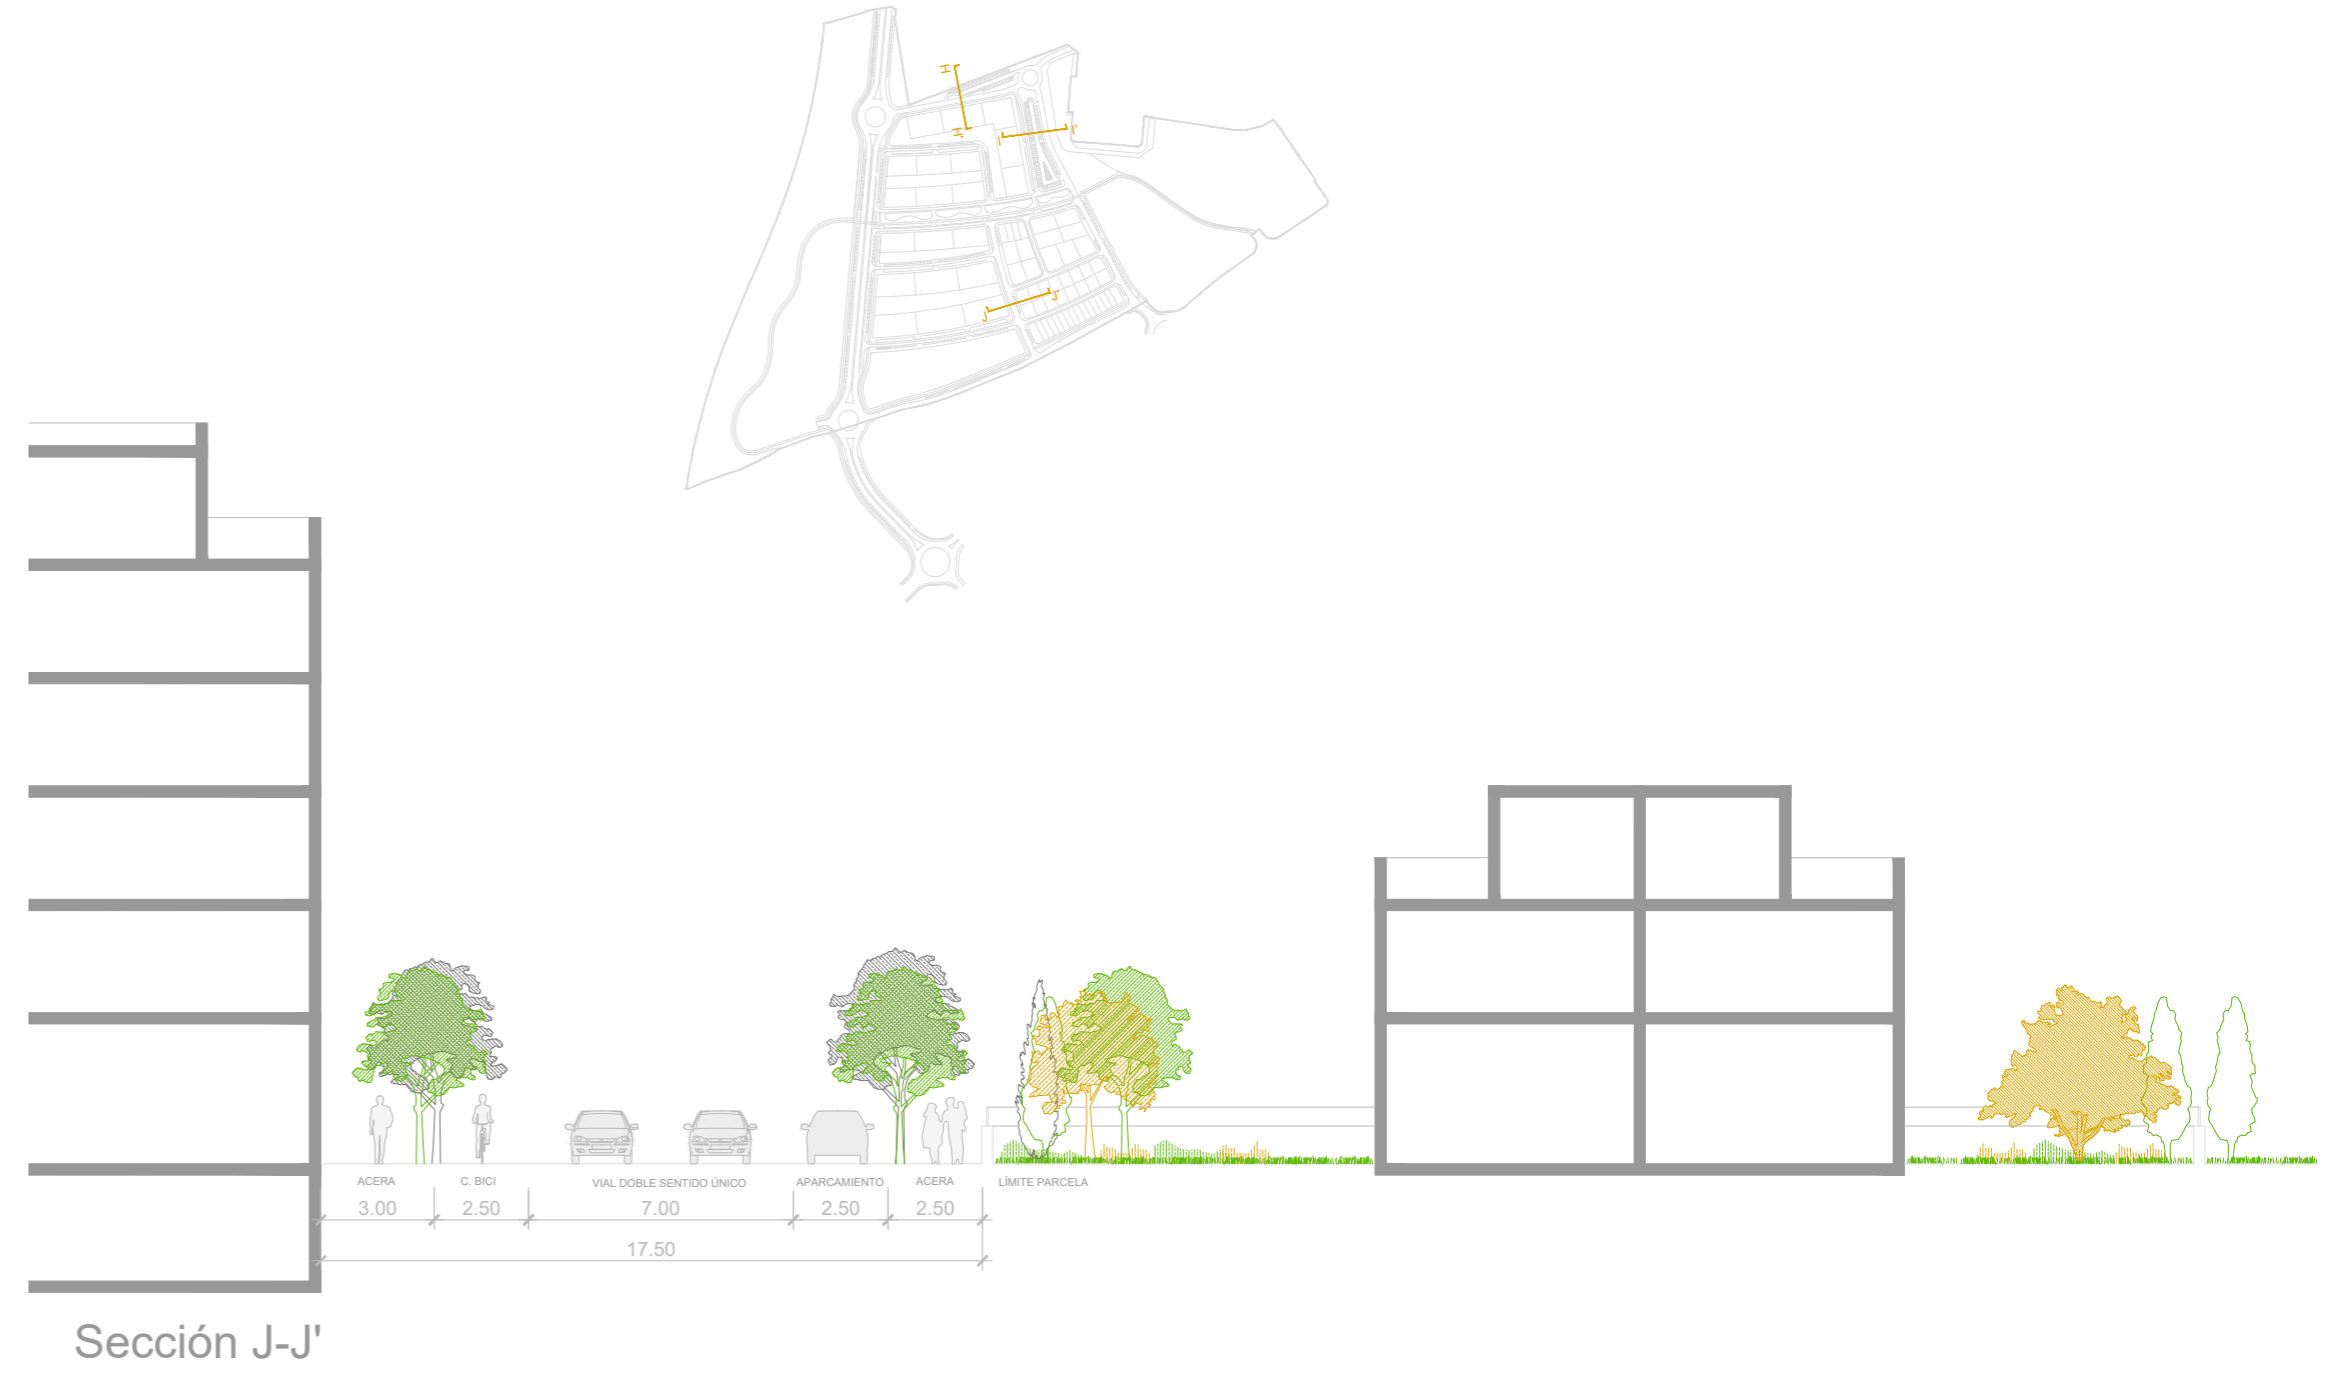 H
H'
I
I'
J
J'
ACERA
C. BICI
VIAL DOBLE SENTIDO ÚNICO
APARCAMIENTO
ACERA
LÍMITE PARCELA
3.00
2.50
7.00
2.50
2.50
17.50
Sección J-J'